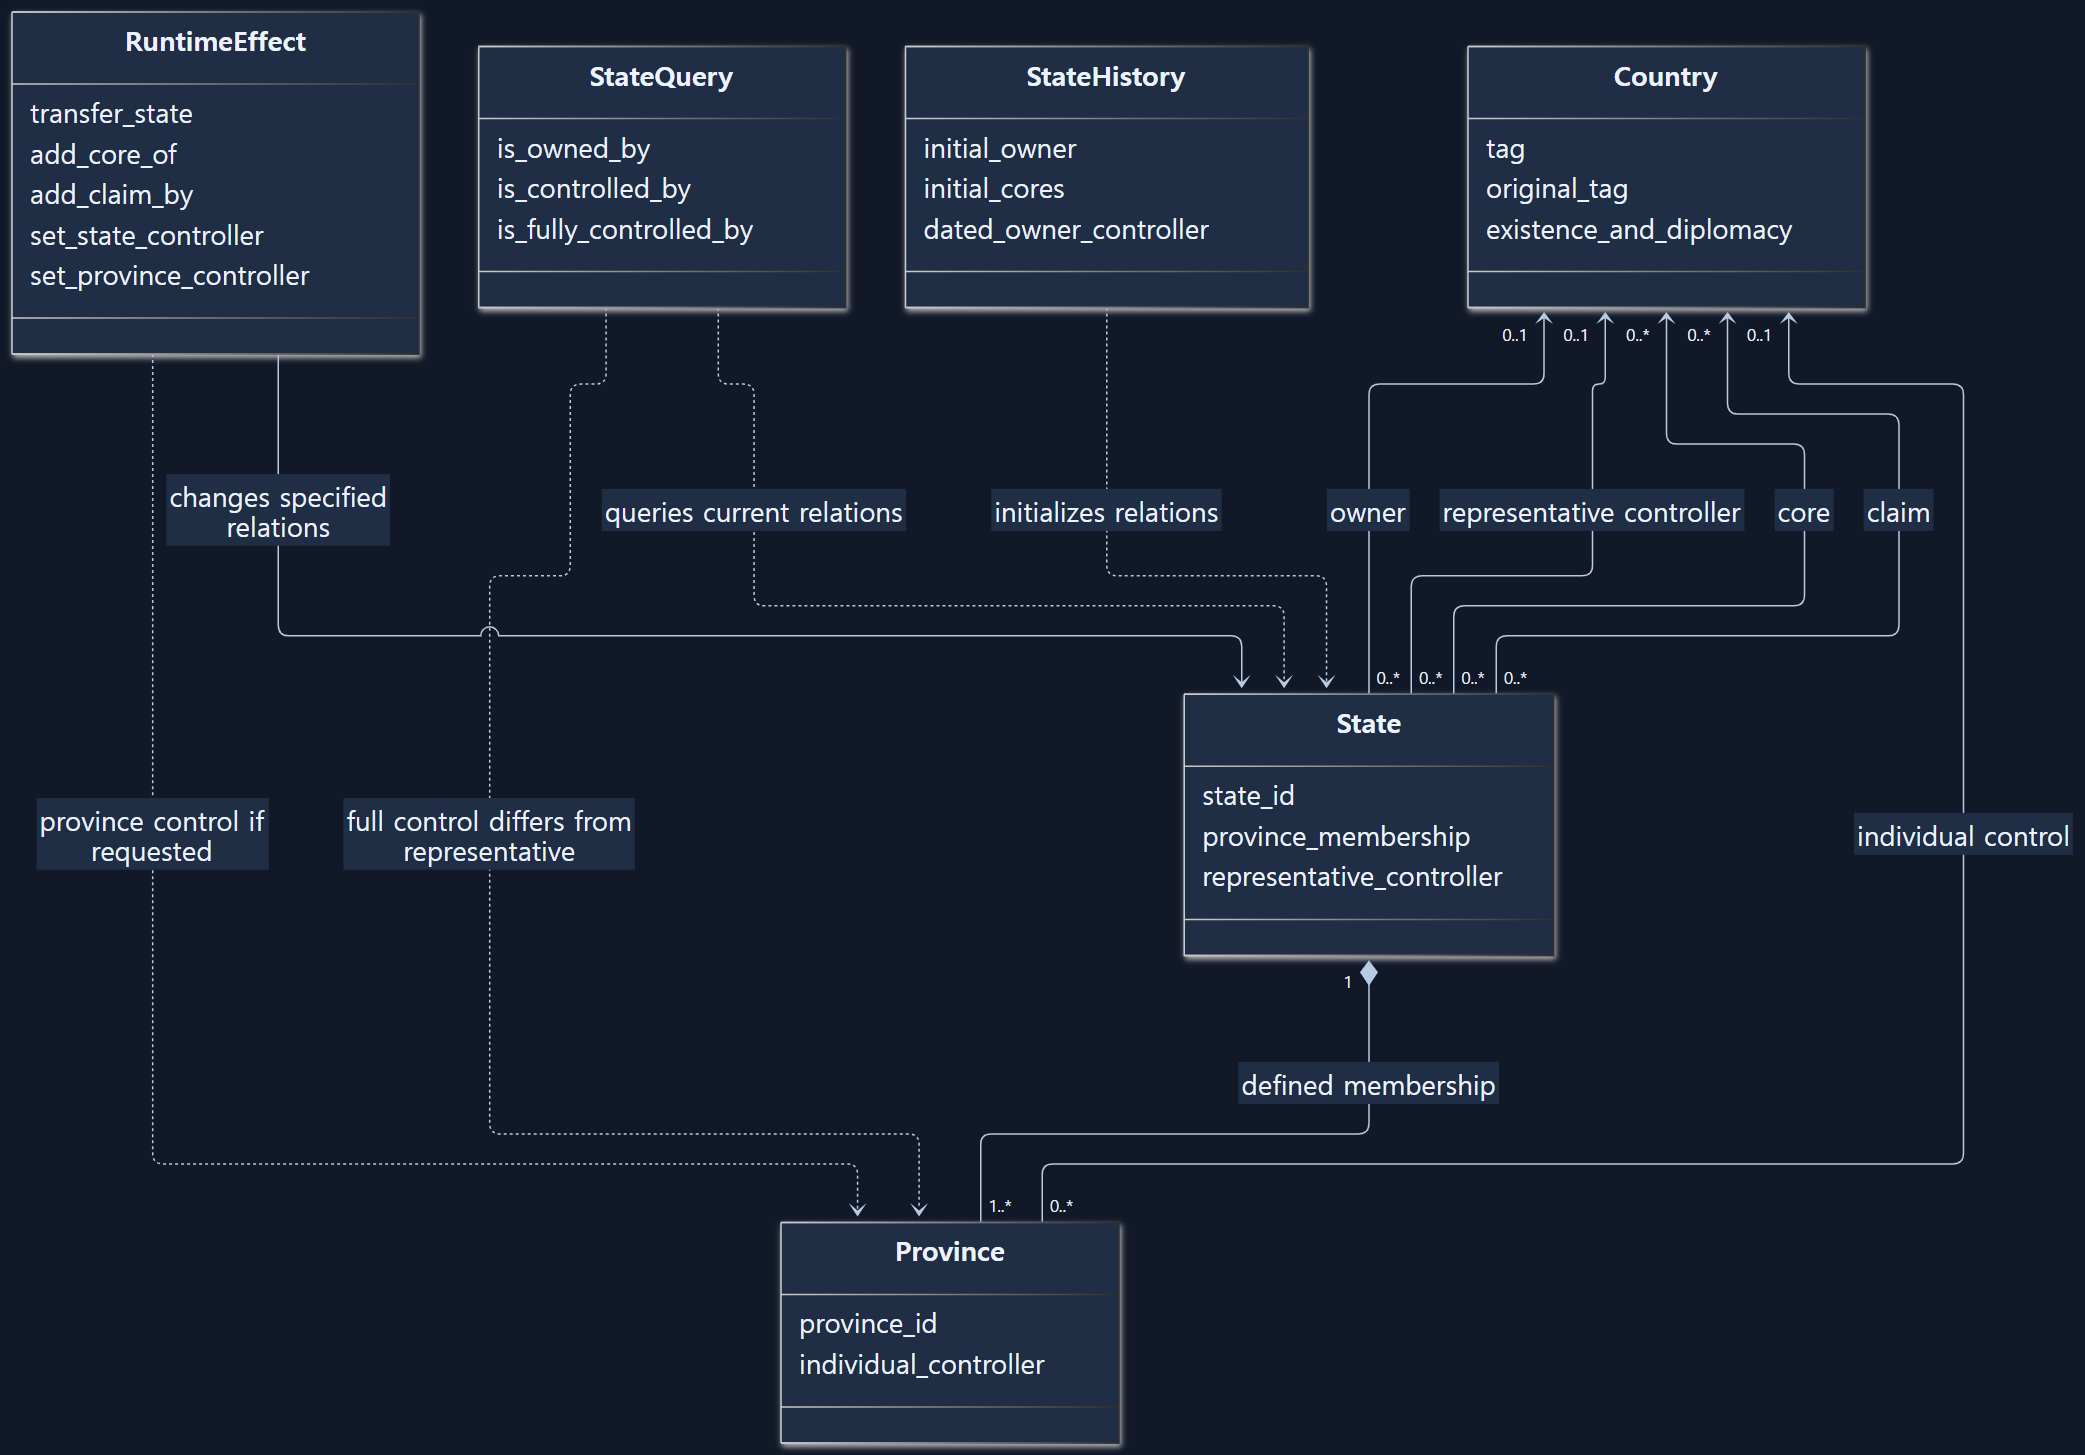 RuntimeEffect
transfer_state
add_core_of
add_claim_by
set_state_controller
set_province_controller
StateQuery
is_owned_by
is_controlled_by
is_fully_controlled_by
StateHistory
initial_owner
initial_cores
dated_owner_controller
Country
tag
original_tag
existence_and_diplomacy
0..1
0..1
0..*
0..*
0..1
changes specified
relations
queries current relations
initializes relations
owner
representative controller
core
claim
0..*
0..*
0..*
0..*
State
state_id
province_membership
representative_controller
province control if
requested
full control differs from
representative
individual control
1
defined membership
1..*
0..*
Province
province_id
individual_controller